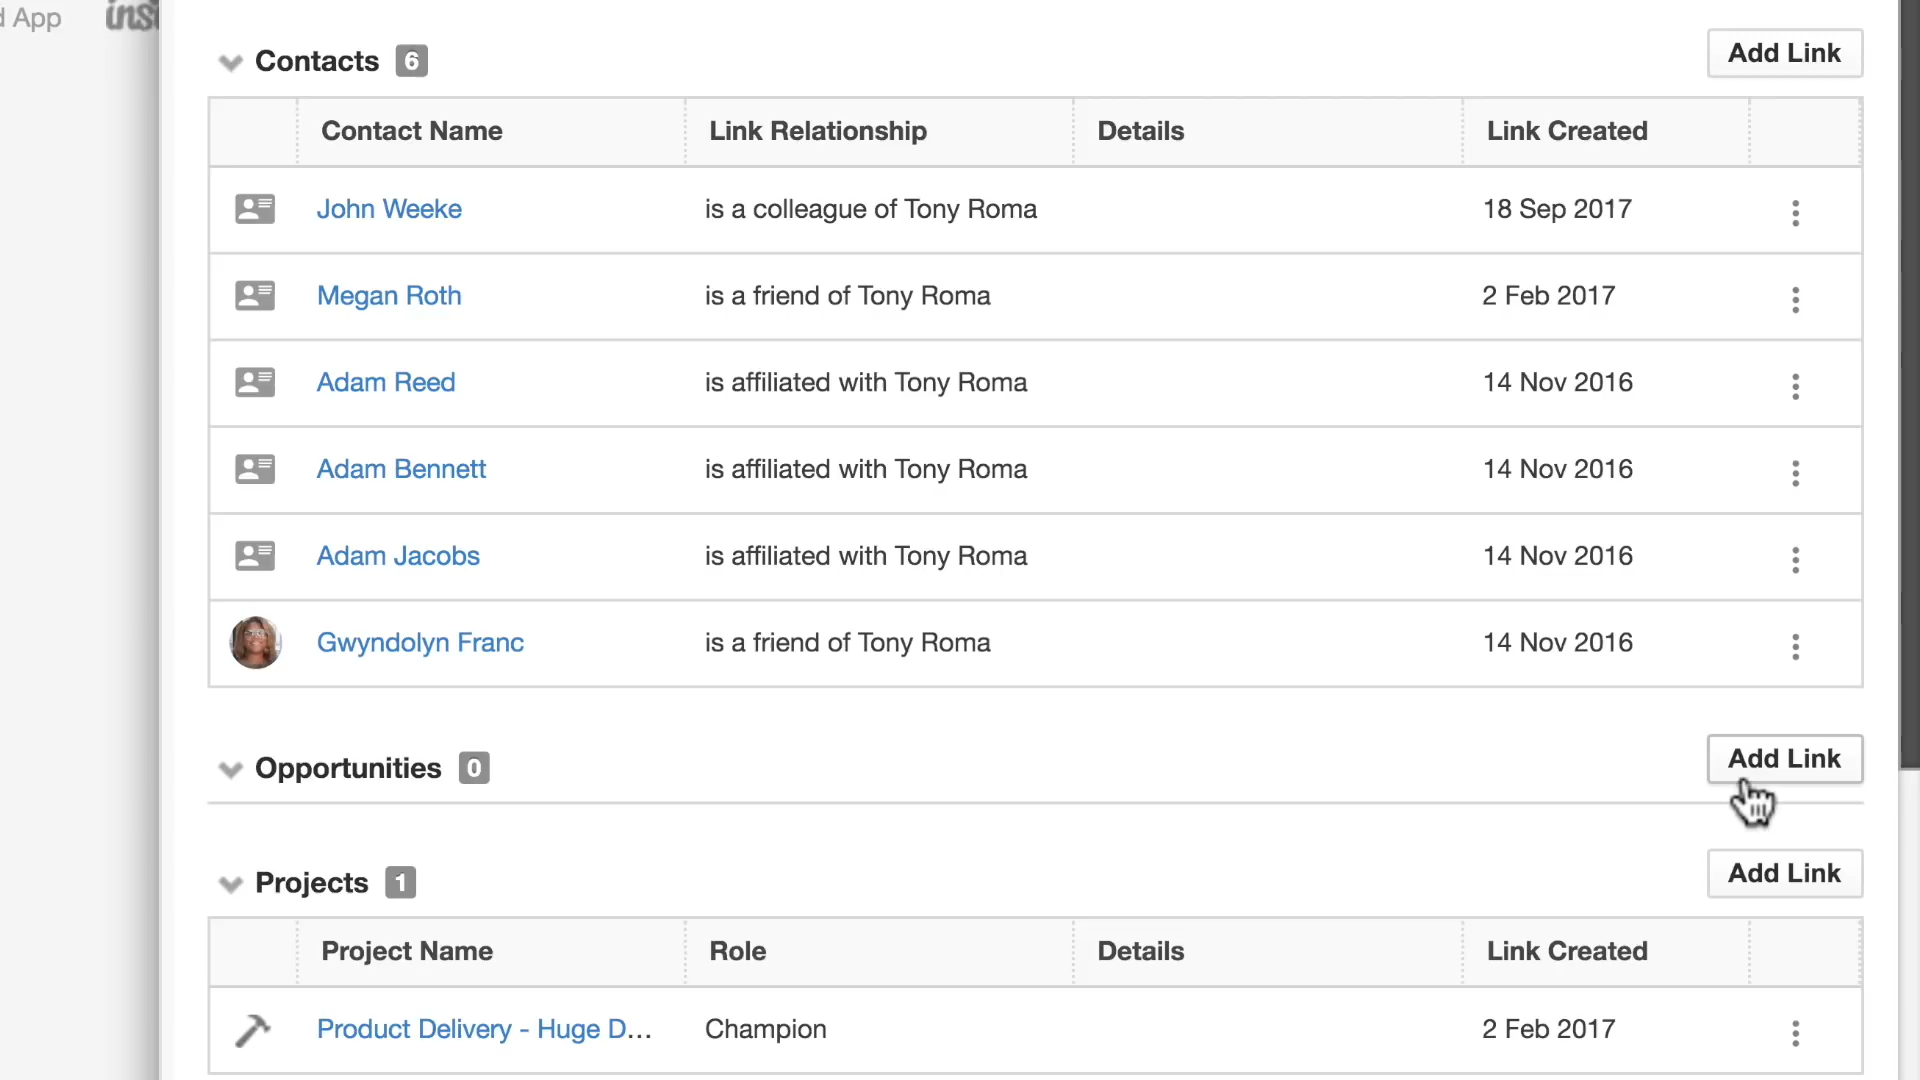 App
Contacts 6
Add Link
Contact Name Link Relationship Details Link Created
John Weeke is a colleague of Tony Roma 18 Sep 2017
Megan Roth is a friend of Tony Roma 2 Feb 2017
Adam Reed is affiliated with Tony Roma 14 Nov 2016
Adam Bennett is affiliated with Tony Roma 14 Nov 2016
Adam Jacobs is affiliated with Tony Roma 14 Nov 2016
Gwyndolyn Franc is a friend of Tony Roma 14 Nov 2016
Opportunities 0
Add Link
Projects 1
Add Link
Project Name Role Details Link Created
Product Delivery - Huge D... Champion 2 Feb 2017